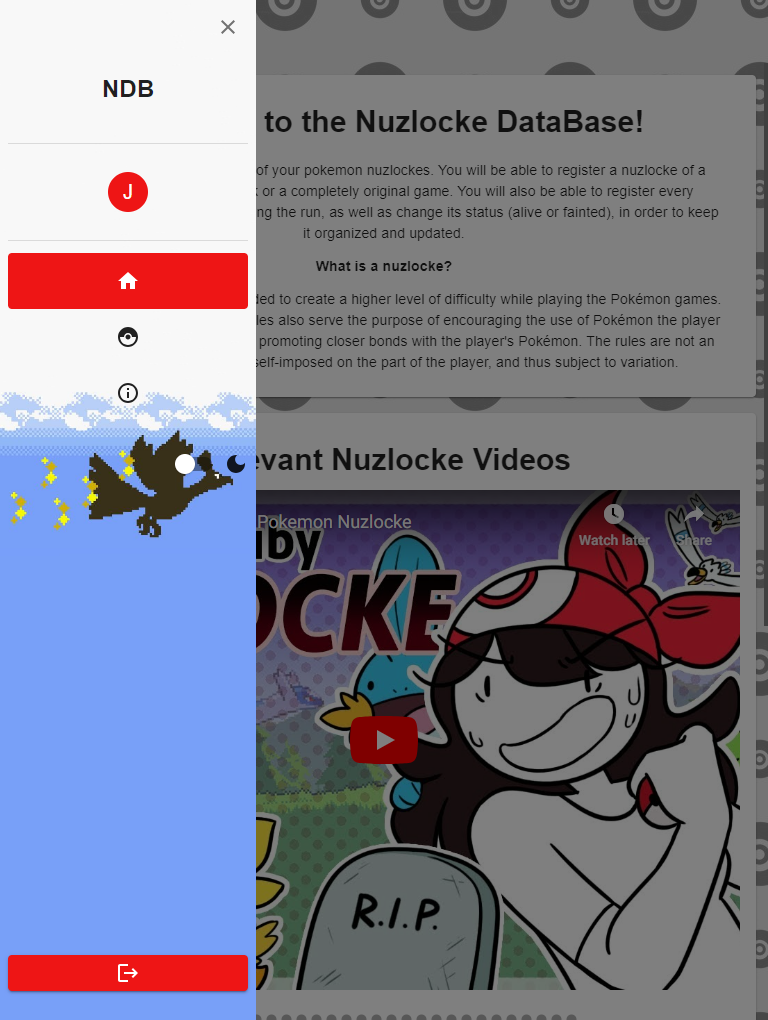 NDB
J
to the Nuzlocke DataBase!
of your pokemon nuzlockes. You will be able to register a nuzlocke of a
or a completely original game. You will also be able to register every
the run, as well as change its status (alive or fainted), in order to keep
it organized and updated.
What is a nuzlocke?
to create a higher level of difficulty while playing the Pokémon games.
also serve the purpose of encouraging the use of Pokémon the player
promoting closer bonds with the player's Pokémon. The rules are not an
self-imposed on the part of the player, and thus subject to variation.
evant Nuzlocke Videos
Pokemon Nuzlocke
Watch later
Share
uby
OCKE
R.I.P.